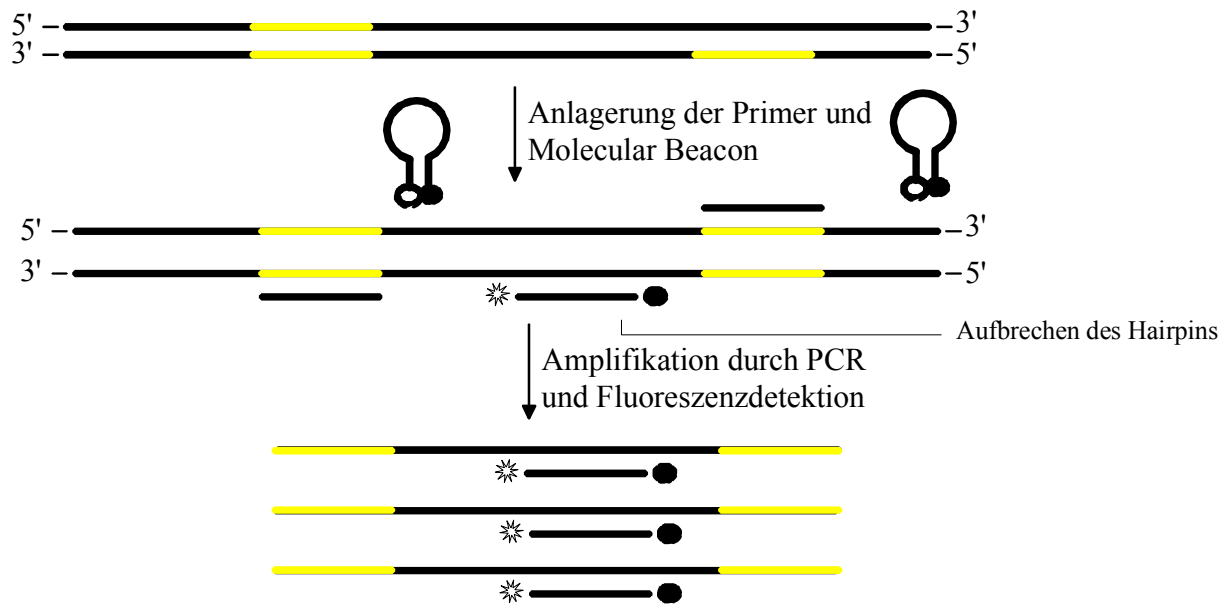 5' – –3'
3' – –5'
Anlagerung der Primer und
Molecular Beacon
5' – –3'
3' – –5'
Aufbrechen des Hairpins
Amplifikation durch PCR
und Fluoreszenzdetektion